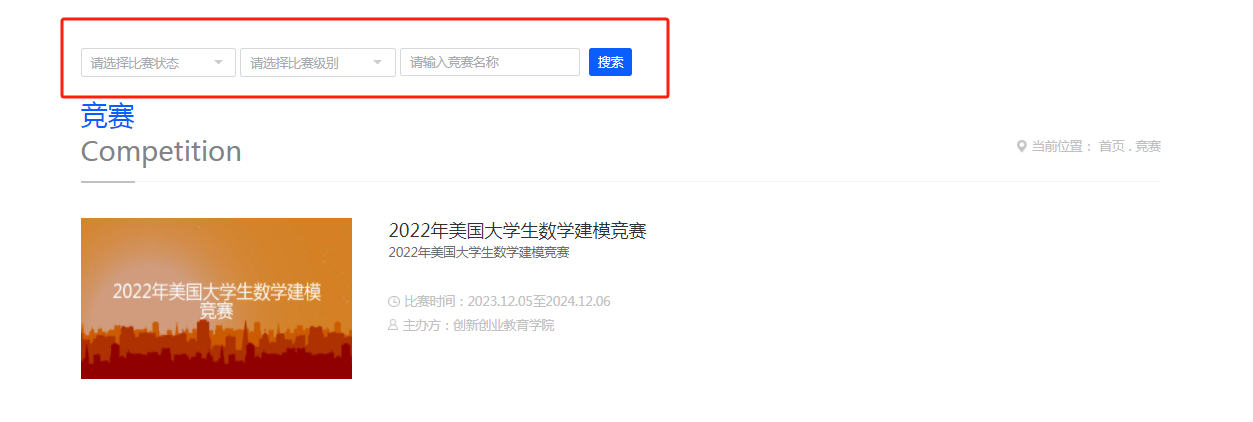 请选择比赛状态 请选择比赛级别 请输入竞赛名称 搜索
竞赛
Competition
当前位置： 首页 . 竞赛
2022年美国大学生数学建模
竞赛
2022年美国大学生数学建模竞赛
2022年美国大学生数学建模竞赛
比赛时间：2023.12.05至2024.12.06
主办方：创新创业教育学院